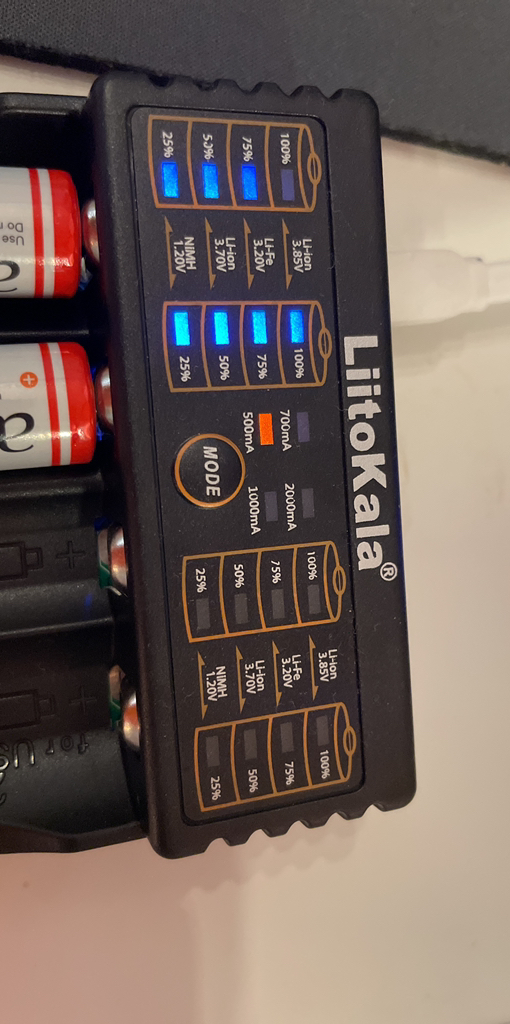 LiitoKala®
100%
75%
50%
25%
Li-ion
3.85V
Li-Fe
3.20V
Li-ion
3.70V
NiMH
1.20V
100%
75%
50%
25%
700mA
500mA
2000mA
1000mA
MODE
100%
75%
50%
25%
Li-ion
3.85V
Li-Fe
3.20V
Li-ion
3.70V
NiMH
1.20V
100%
75%
50%
25%
Use
+
+
+
for